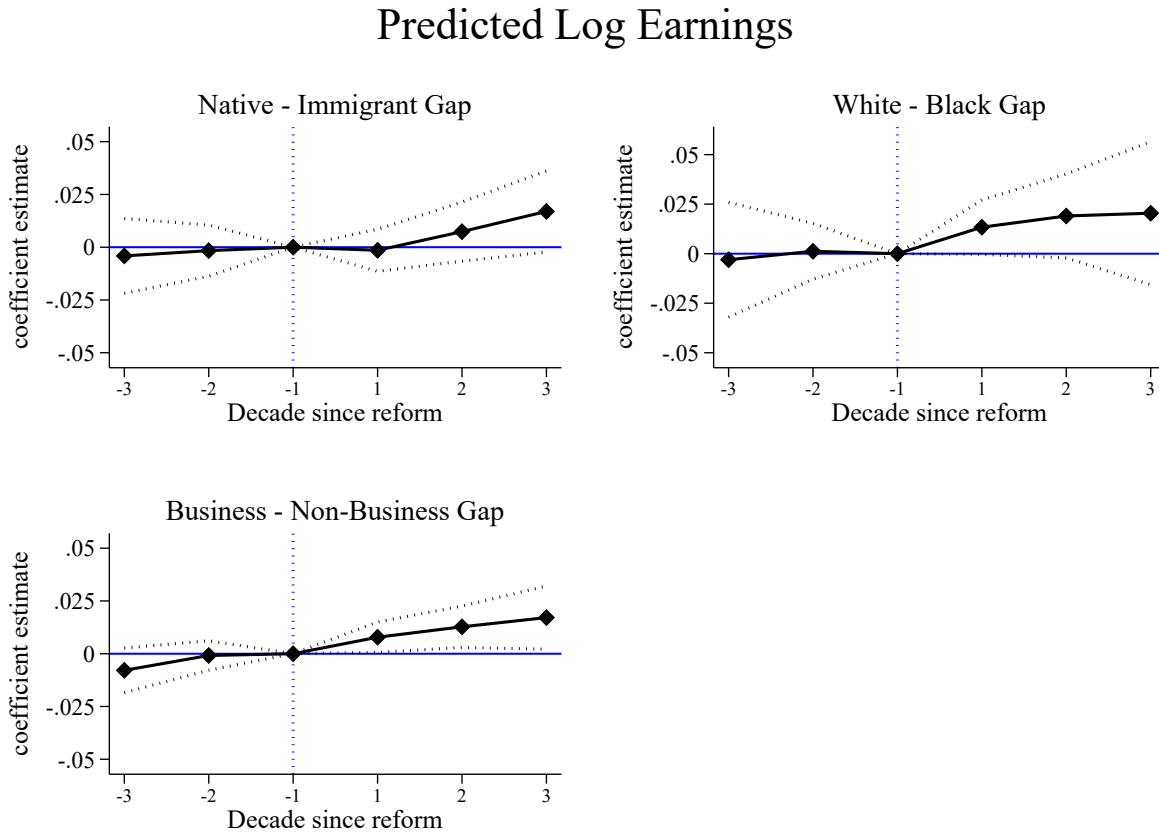 Predicted Log Earnings
Native - Immigrant Gap
coefficient estimate
.05
.025
0
-.025
-.05
-3 -2 -1 1 2 3
Decade since reform
White - Black Gap
coefficient estimate
.05
.025
0
-.025
-.05
-3 -2 -1 1 2 3
Decade since reform
Business - Non-Business Gap
coefficient estimate
.05
.025
0
-.025
-.05
-3 -2 -1 1 2 3
Decade since reform